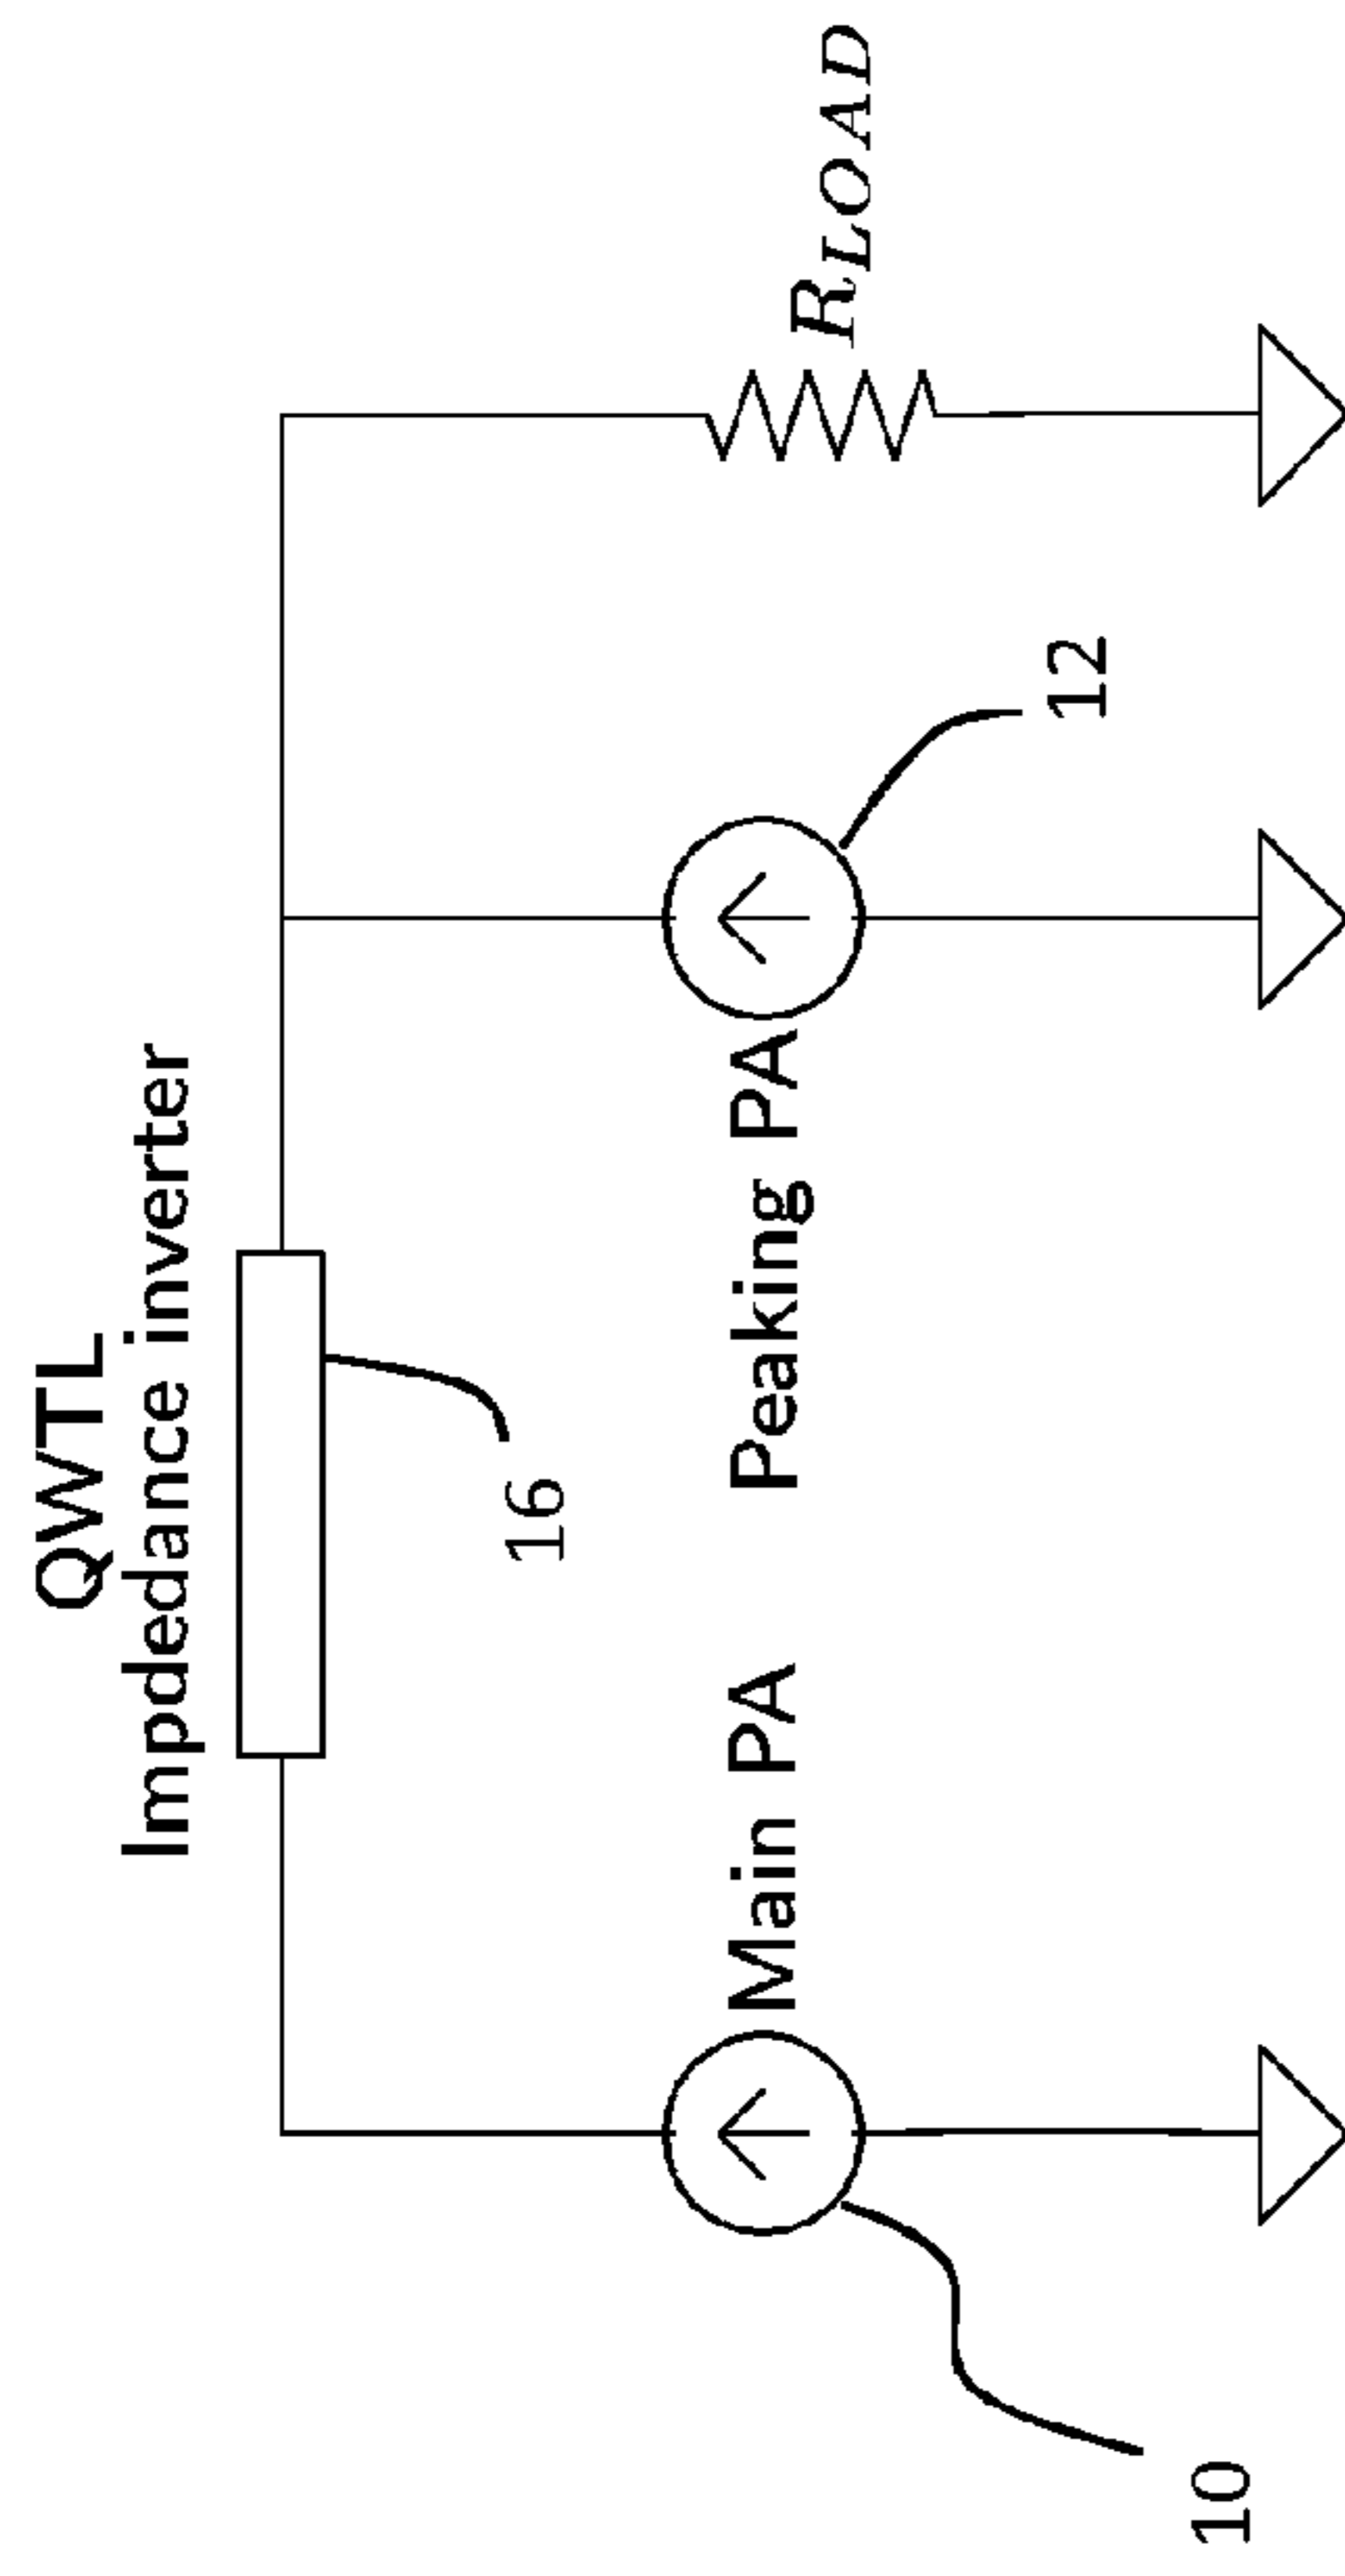 QWTL
Impdedance inverter
16
R_LOAD
Main PA
Peaking PA
12
10